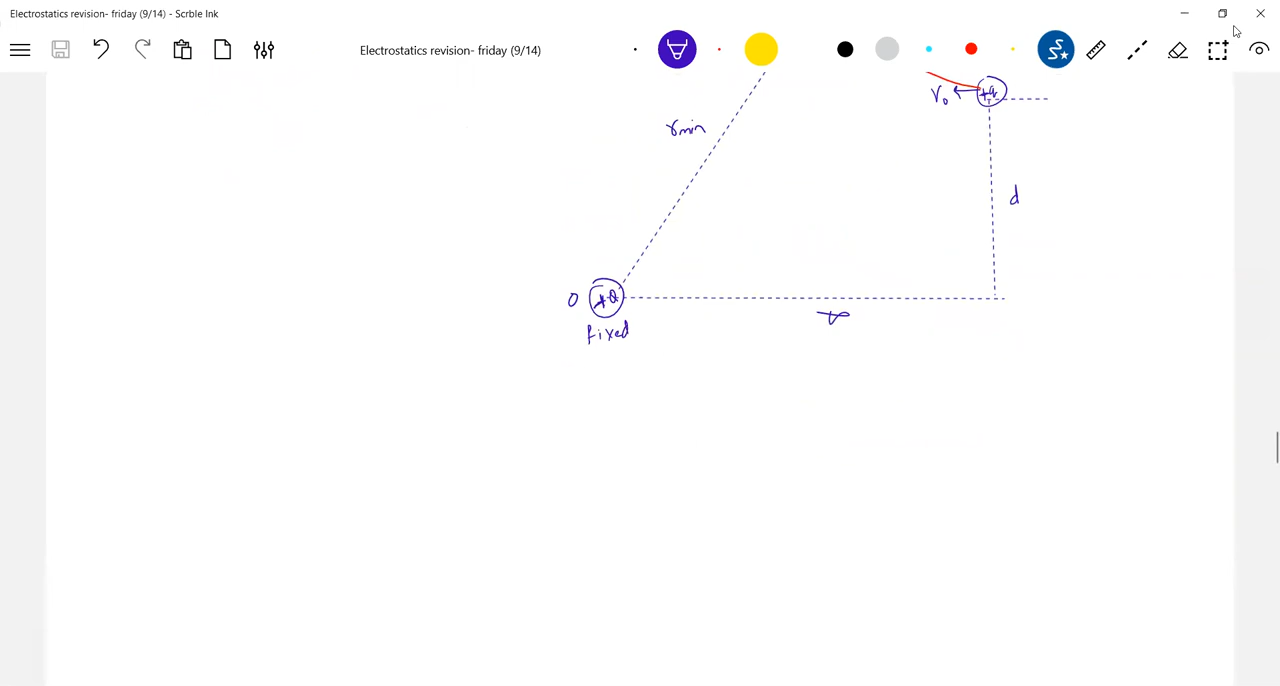 Electrostatics revision- friday (9/14) - Scrble Ink
Electrostatics revision- friday (9/14)
V₀
+q
rmin
d
O
+Q
fixed